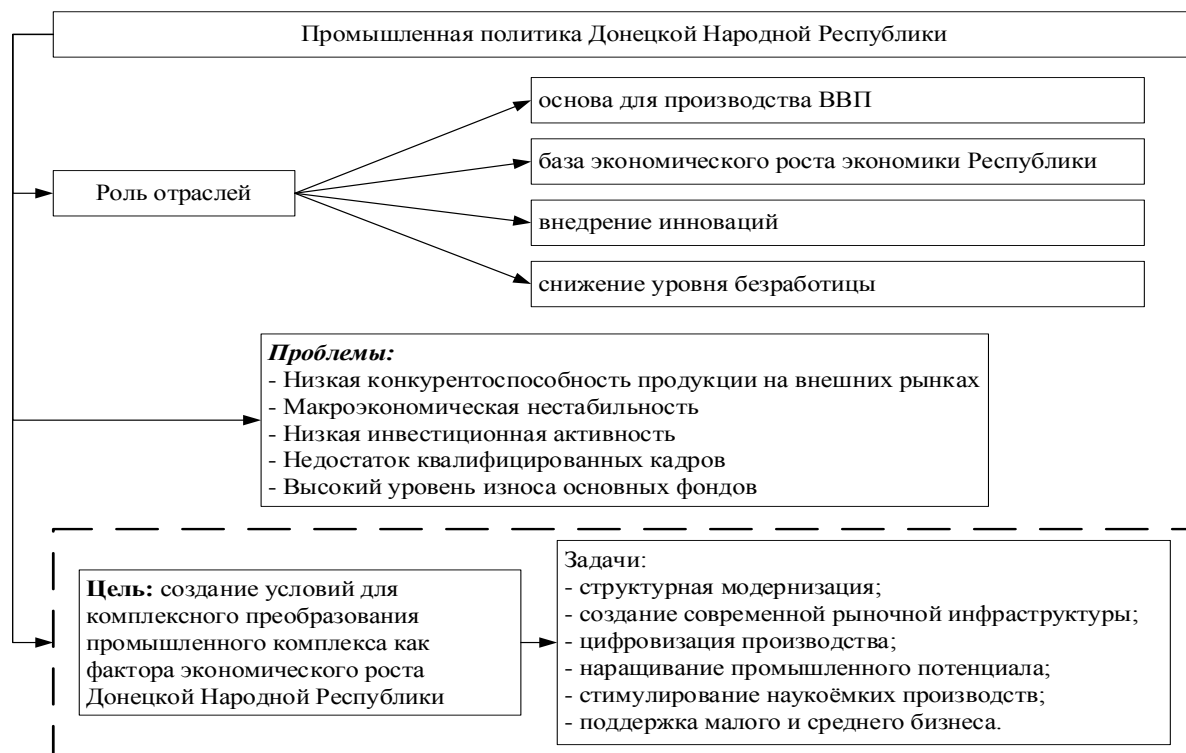 Промышленная политика Донецкой Народной Республики
основа для производства ВВП
база экономического роста экономики Республики
Роль отраслей
внедрение инноваций
снижение уровня безработицы
Проблемы:
- Низкая конкурентоспособность продукции на внешних рынках
- Макроэкономическая нестабильность
- Низкая инвестиционная активность
- Недостаток квалифицированных кадров
- Высокий уровень износа основных фондов
Цель: создание условий для
комплексного преобразования
промышленного комплекса как
фактора экономического роста
Донецкой Народной Республики
Задачи:
- структурная модернизация;
- создание современной рыночной инфраструктуры;
- цифровизация производства;
- наращивание промышленного потенциала;
- стимулирование наукоёмких производств;
- поддержка малого и среднего бизнеса.